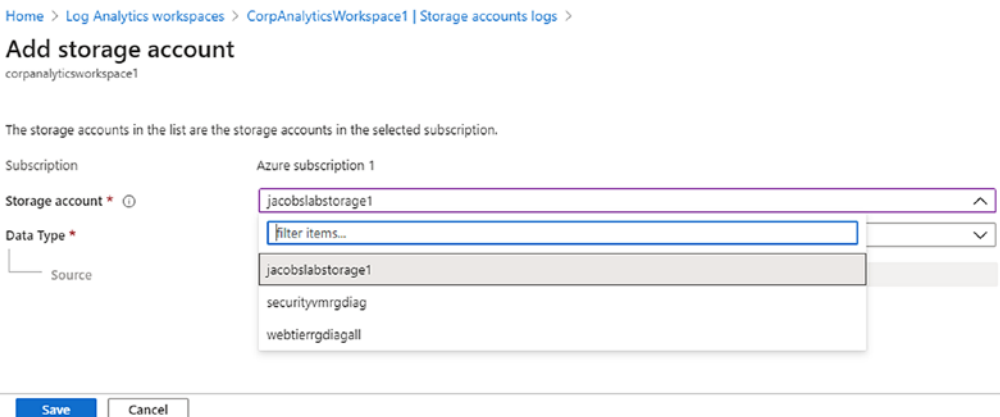 Home > Log Analytics workspaces > CorpAnalyticsWorkspace1 | Storage accounts logs >
Add storage account
corpanalyticsworkspace1
The storage accounts in the list are the storage accounts in the selected subscription.
Subscription Azure subscription 1
Storage account * jacobslabstorage1
Data Type * filter items...
jacobslabstorage1
Source
securityvmrgdiag
webtierrgdiagall
Save Cancel